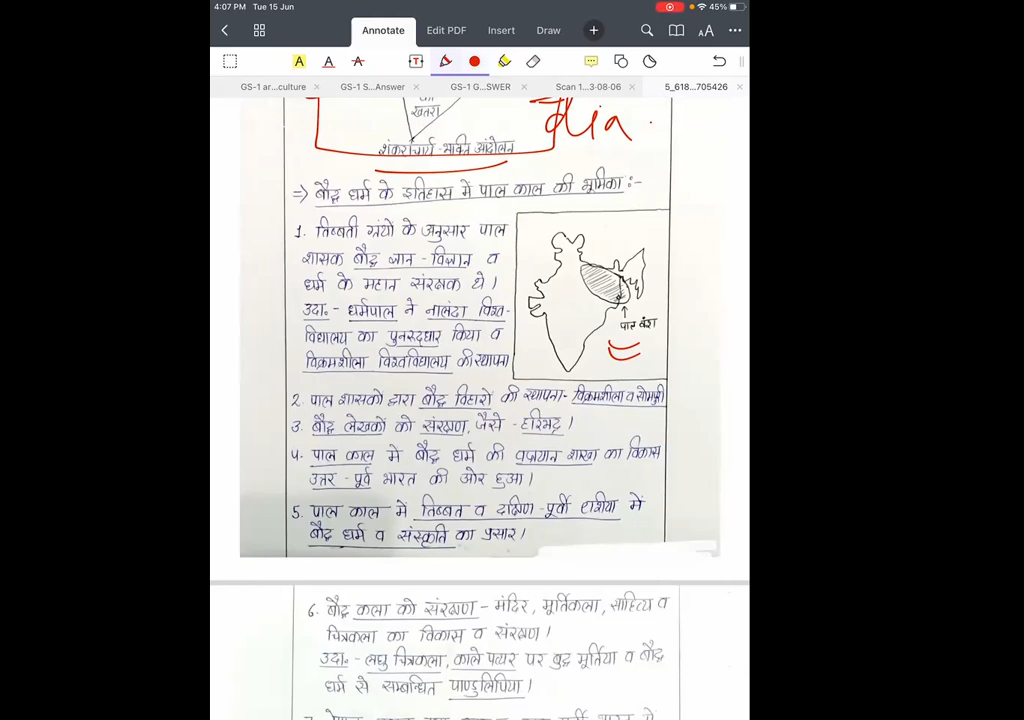 4:07 PM Tue 15 Jun 45%
Annotate Edit PDF Insert Draw
GS-1 ar...culture GS-1 S...Answer GS-1 G...SWER Scan 1...3-08-06 5_618...705426
खतरा
शंकराचार्य - भक्ति आंदोलन
⇒ बौद्ध धर्म के इतिहास में पाल काल की भूमिका :-
1. तिब्बती ग्रंथों के अनुसार पाल
शासक बौद्ध ज्ञान - विज्ञान व
धर्म के महान संरक्षक थे।
उदा. - धर्मपाल ने नालंदा विश्व-
विद्यालय का पुनरुद्धार किया व
विक्रमशीला विश्वविद्यालय की स्थापना
पाल वंश
2. पाल शासकों द्वारा बौद्ध विहारों की स्थापना - विक्रमशीला व सोमपुरी
3. बौद्ध लेखकों को संरक्षण, जैसे - हरिभद्र।
4. पाल काल में बौद्ध धर्म की वज्रयान शाखा का विकास
उत्तर - पूर्व भारत की ओर हुआ।
5. पाल काल में तिब्बत व दक्षिण - पूर्वी एशिया में
बौद्ध धर्म व संस्कृति का प्रसार।
6. बौद्ध कला को संरक्षण - मंदिर, मूर्तिकला, साहित्य व
चित्रकला का विकास व संरक्षण।
उदा. - लघु चित्रकला, काले पत्थर पर बुद्ध मूर्तिया व बौद्ध
धर्म से सम्बन्धित पाण्डुलिपिया।